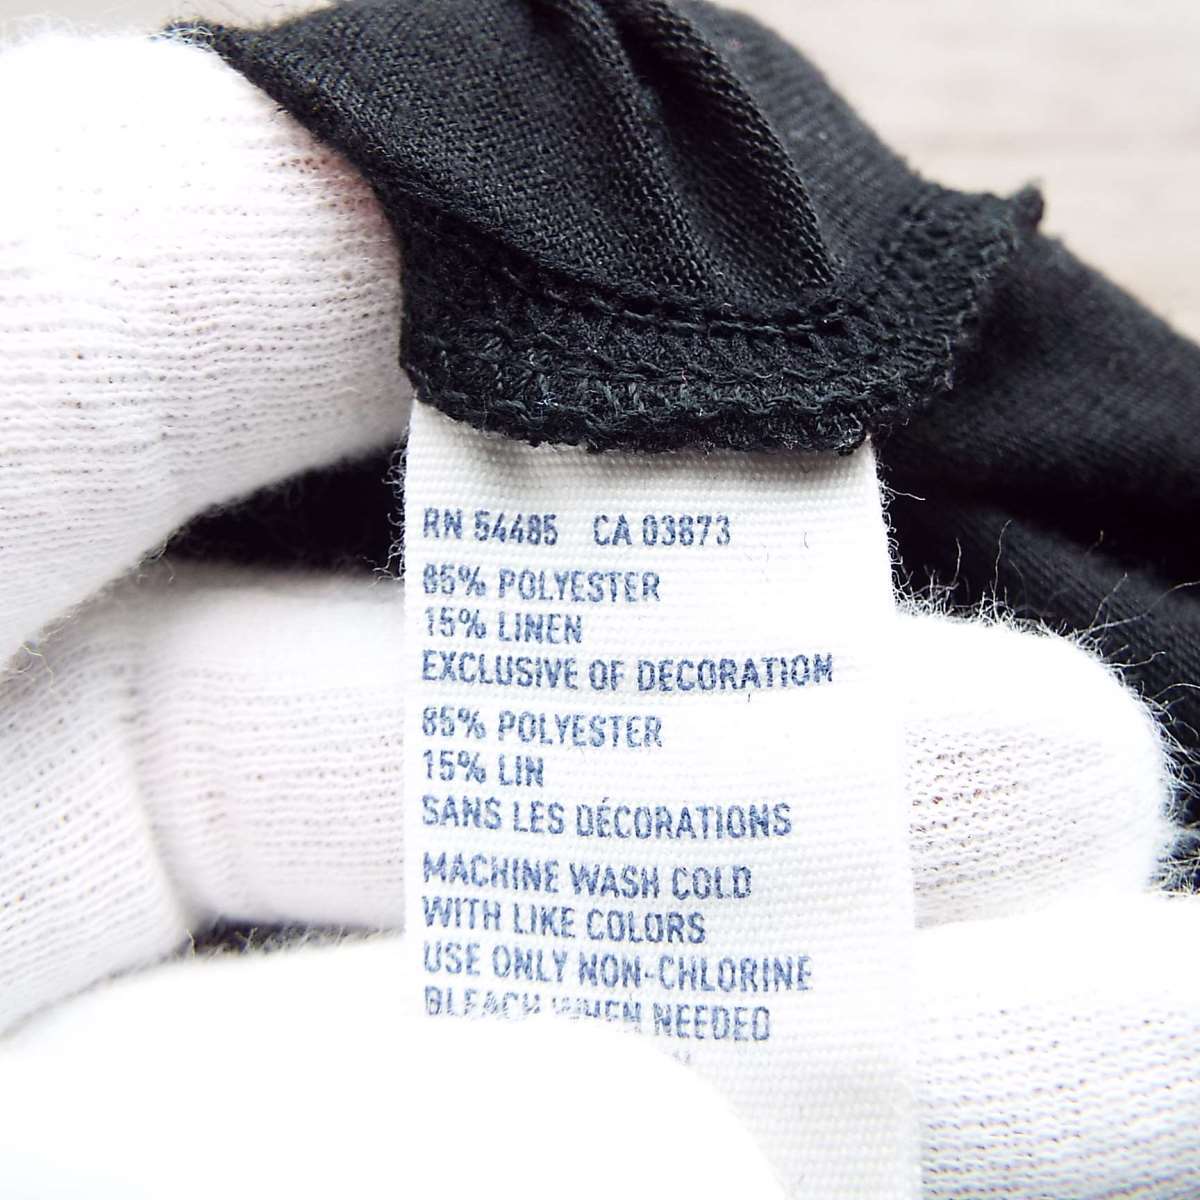 RN 54485 CA 03673
85% POLYESTER
15% LINEN
EXCLUSIVE OF DECORATION
85% POLYESTER
15% LIN
SANS LES DÉCORATIONS
MACHINE WASH COLD
WITH LIKE COLORS
USE ONLY NON-CHLORINE
BLEACH WHEN NEEDED